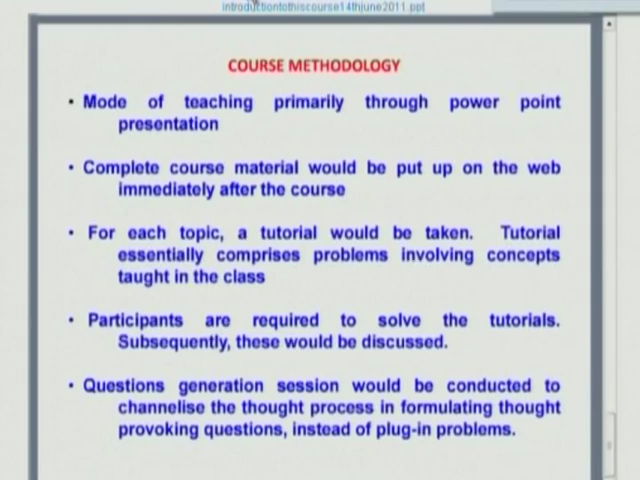 introductiontothiscourse14thjune2011.ppt
COURSE METHODOLOGY
• Mode of teaching primarily through power point
presentation
• Complete course material would be put up on the web
immediately after the course
• For each topic, a tutorial would be taken. Tutorial
essentially comprises problems involving concepts
taught in the class
• Participants are required to solve the tutorials.
Subsequently, these would be discussed.
• Questions generation session would be conducted to
channelise the thought process in formulating thought
provoking questions, instead of plug-in problems.